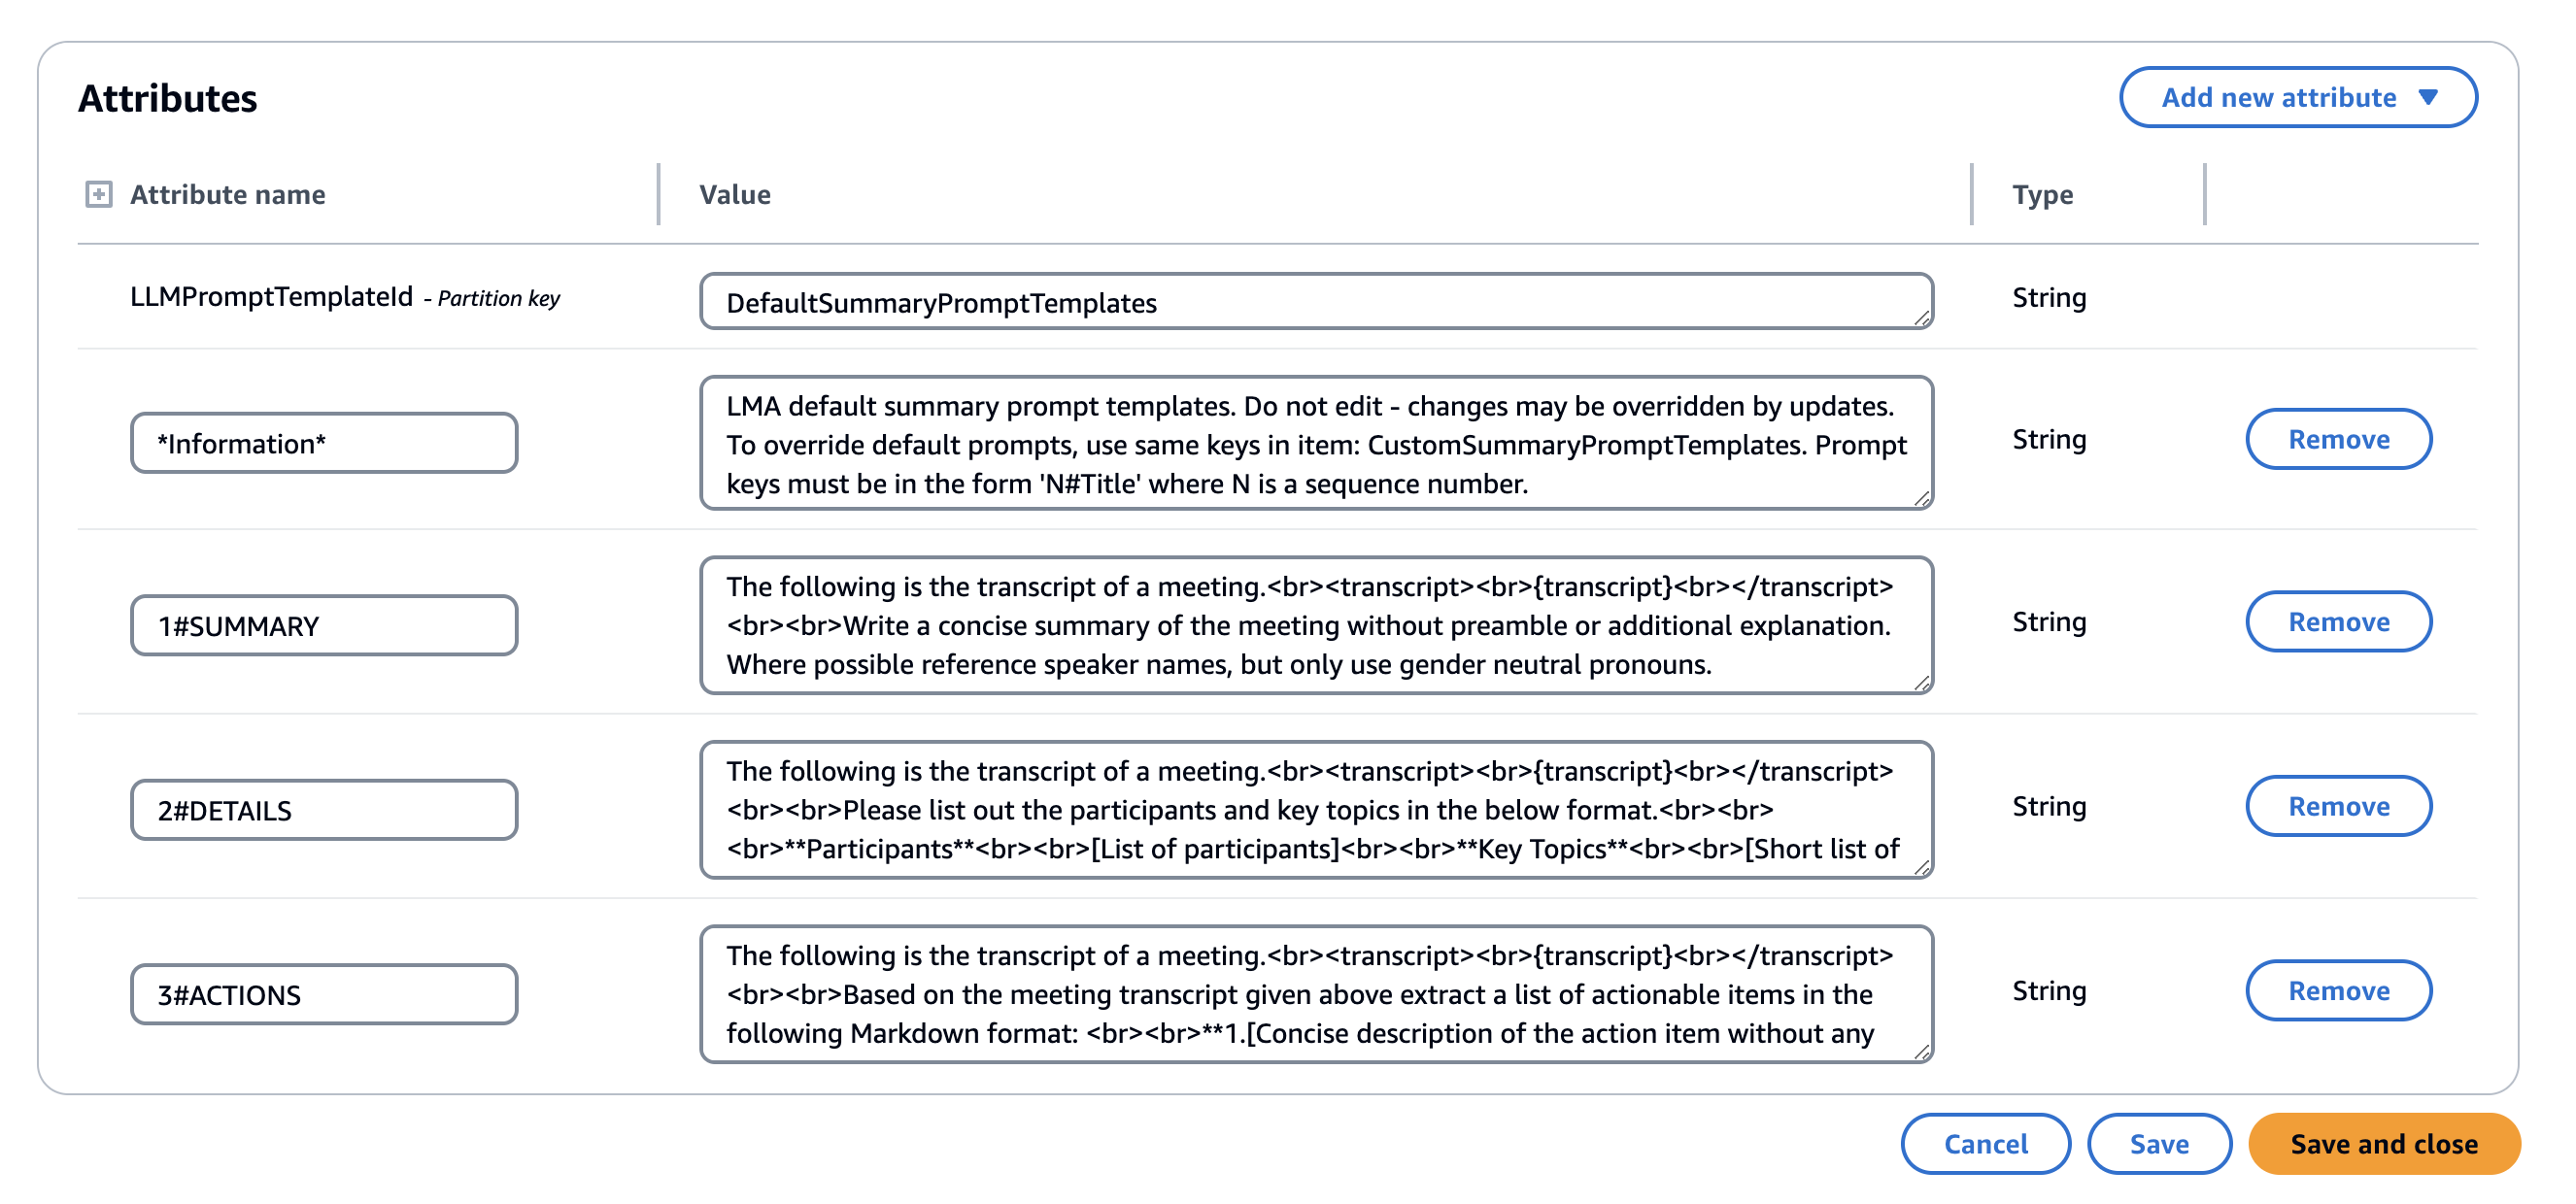 Attributes
Add new attribute
Attribute name
Value
Type
LLMPromptTemplateId - Partition key
DefaultSummaryPromptTemplates
String
*Information*
LMA default summary prompt templates. Do not edit - changes may be overridden by updates.
To override default prompts, use same keys in item: CustomSummaryPromptTemplates. Prompt
keys must be in the form 'N#Title' where N is a sequence number.
String
Remove
1#SUMMARY
The following is the transcript of a meeting.<br><transcript><br>{transcript}<br></transcript>
<br><br>Write a concise summary of the meeting without preamble or additional explanation.
Where possible reference speaker names, but only use gender neutral pronouns.
String
Remove
2#DETAILS
The following is the transcript of a meeting.<br><transcript><br>{transcript}<br></transcript>
<br><br>Please list out the participants and key topics in the below format.<br><br>
<br>**Participants**<br><br>[List of participants]<br><br>**Key Topics**<br><br>[Short list of
String
Remove
3#ACTIONS
The following is the transcript of a meeting.<br><transcript><br>{transcript}<br></transcript>
<br><br>Based on the meeting transcript given above extract a list of actionable items in the
following Markdown format: <br><br>**1.[Concise description of the action item without any
String
Remove
Cancel
Save
Save and close